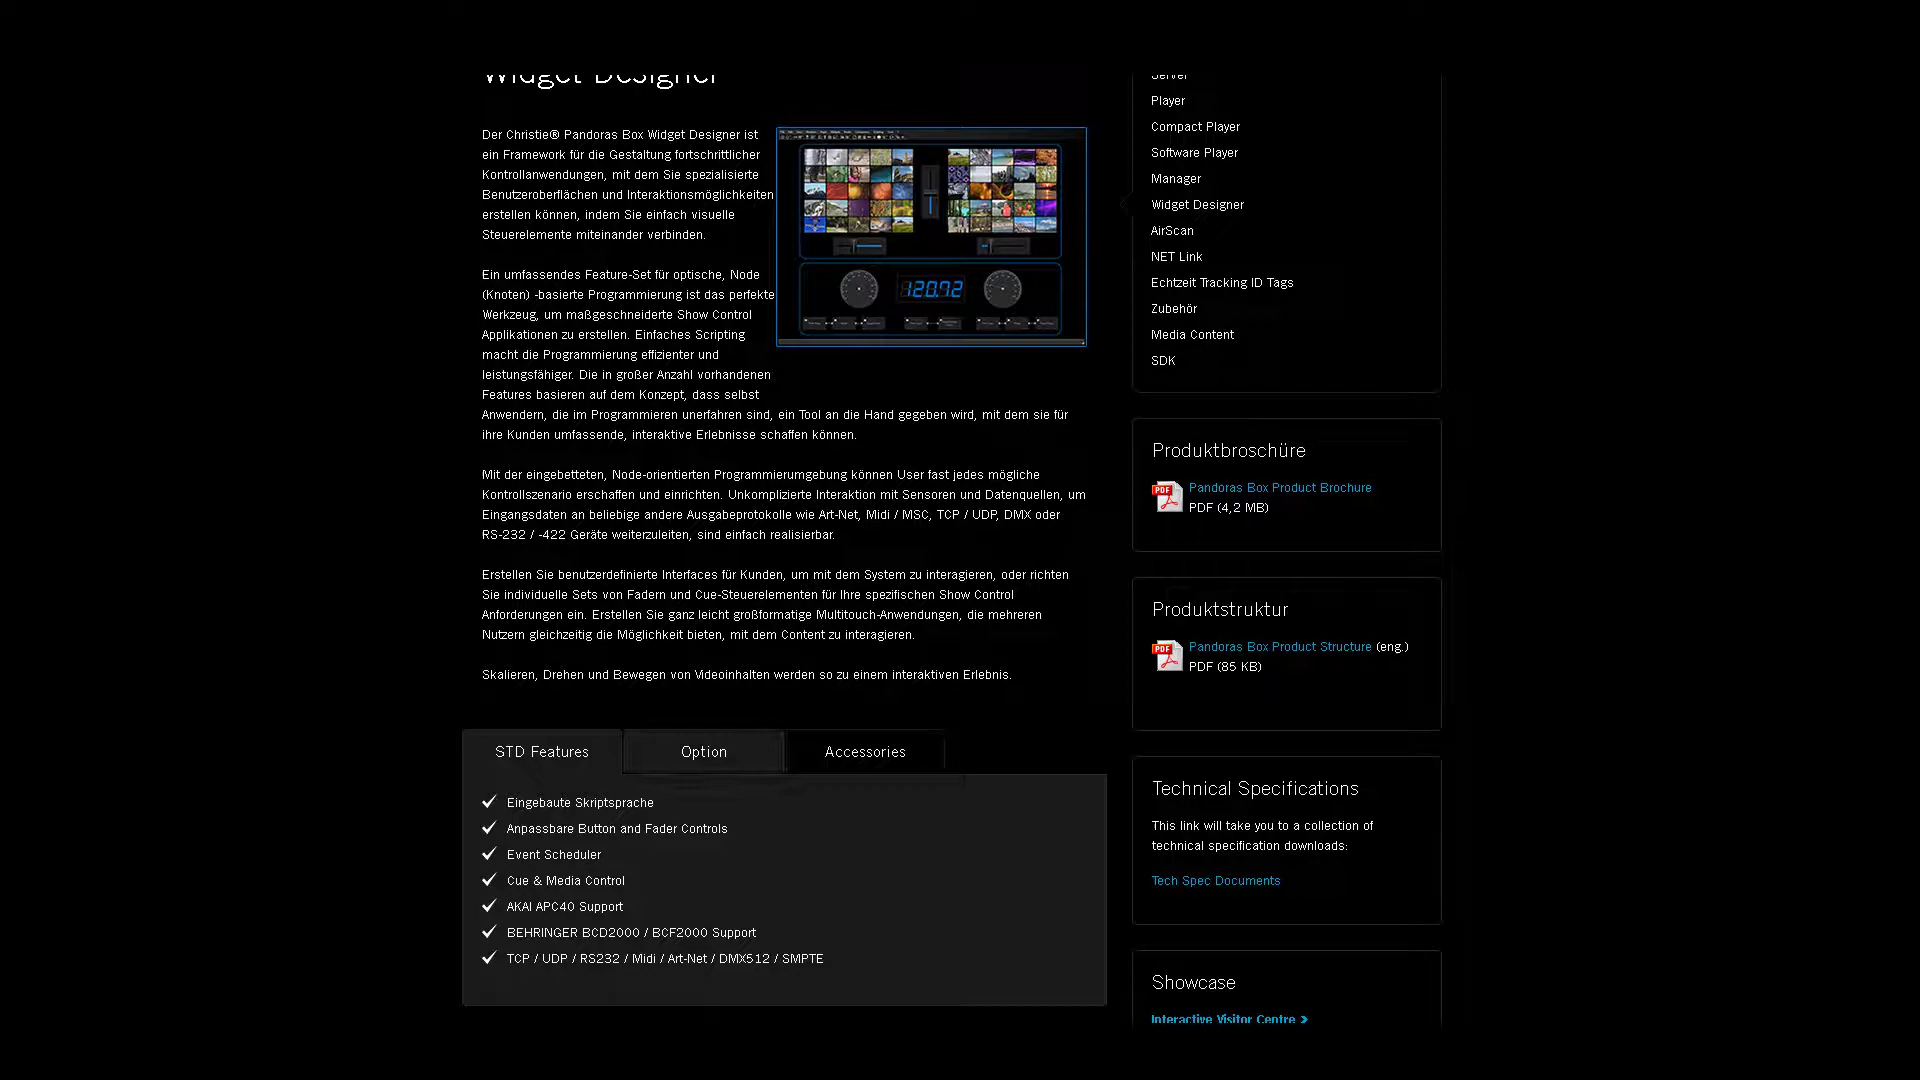 Widget Designer
Der Christie® Pandoras Box Widget Designer ist
ein Framework für die Gestaltung fortschrittlicher
Kontrollanwendungen, mit dem Sie spezialisierte
Benutzeroberflächen und Interaktionsmöglichkeiten
erstellen können, indem Sie einfach visuelle
Steuerelemente miteinander verbinden.
Ein umfassendes Feature-Set für optische, Node
(Knoten) -basierte Programmierung ist das perfekte
Werkzeug, um maßgeschneiderte Show Control
Applikationen zu erstellen. Einfaches Scripting
macht die Programmierung effizienter und
leistungsfähiger. Die in großer Anzahl vorhandenen
Features basieren auf dem Konzept, dass selbst
Anwendern, die im Programmieren unerfahren sind, ein Tool an die Hand gegeben wird, mit dem sie für
ihre Kunden umfassende, interaktive Erlebnisse schaffen können.
Mit der eingebetteten, Node-orientierten Programmierumgebung können User fast jedes mögliche
Kontrollszenario erschaffen und einrichten. Unkomplizierte Interaktion mit Sensoren und Datenquellen, um
Eingangsdaten an beliebige andere Ausgabeprotokolle wie Art-Net, Midi / MSC, TCP / UDP, DMX oder
RS-232 / -422 Geräte weiterzuleiten, sind einfach realisierbar.
Erstellen Sie benutzerdefinierte Interfaces für Kunden, um mit dem System zu interagieren, oder richten
Sie individuelle Sets von Fadern und Cue-Steuerelementen für Ihre spezifischen Show Control
Anforderungen ein. Erstellen Sie ganz leicht großformatige Multitouch-Anwendungen, die mehreren
Nutzern gleichzeitig die Möglichkeit bieten, mit dem Content zu interagieren.
Skalieren, Drehen und Bewegen von Videoinhalten werden so zu einem interaktiven Erlebnis.
120.72
STD Features
Option
Accessories
Eingebaute Skriptsprache
Anpassbare Button and Fader Controls
Event Scheduler
Cue & Media Control
AKAI APC40 Support
BEHRINGER BCD2000 / BCF2000 Support
TCP / UDP / RS232 / Midi / Art-Net / DMX512 / SMPTE
Server
Player
Compact Player
Software Player
Manager
Widget Designer
AirScan
NET Link
Echtzeit Tracking ID Tags
Zubehör
Media Content
SDK
Produktbroschüre
PDF
Pandoras Box Product Brochure
PDF (4,2 MB)
Produktstruktur
PDF
Pandoras Box Product Structure (eng.)
PDF (85 KB)
Technical Specifications
This link will take you to a collection of
technical specification downloads:
Tech Spec Documents
Showcase
Interactive Visitor Centre